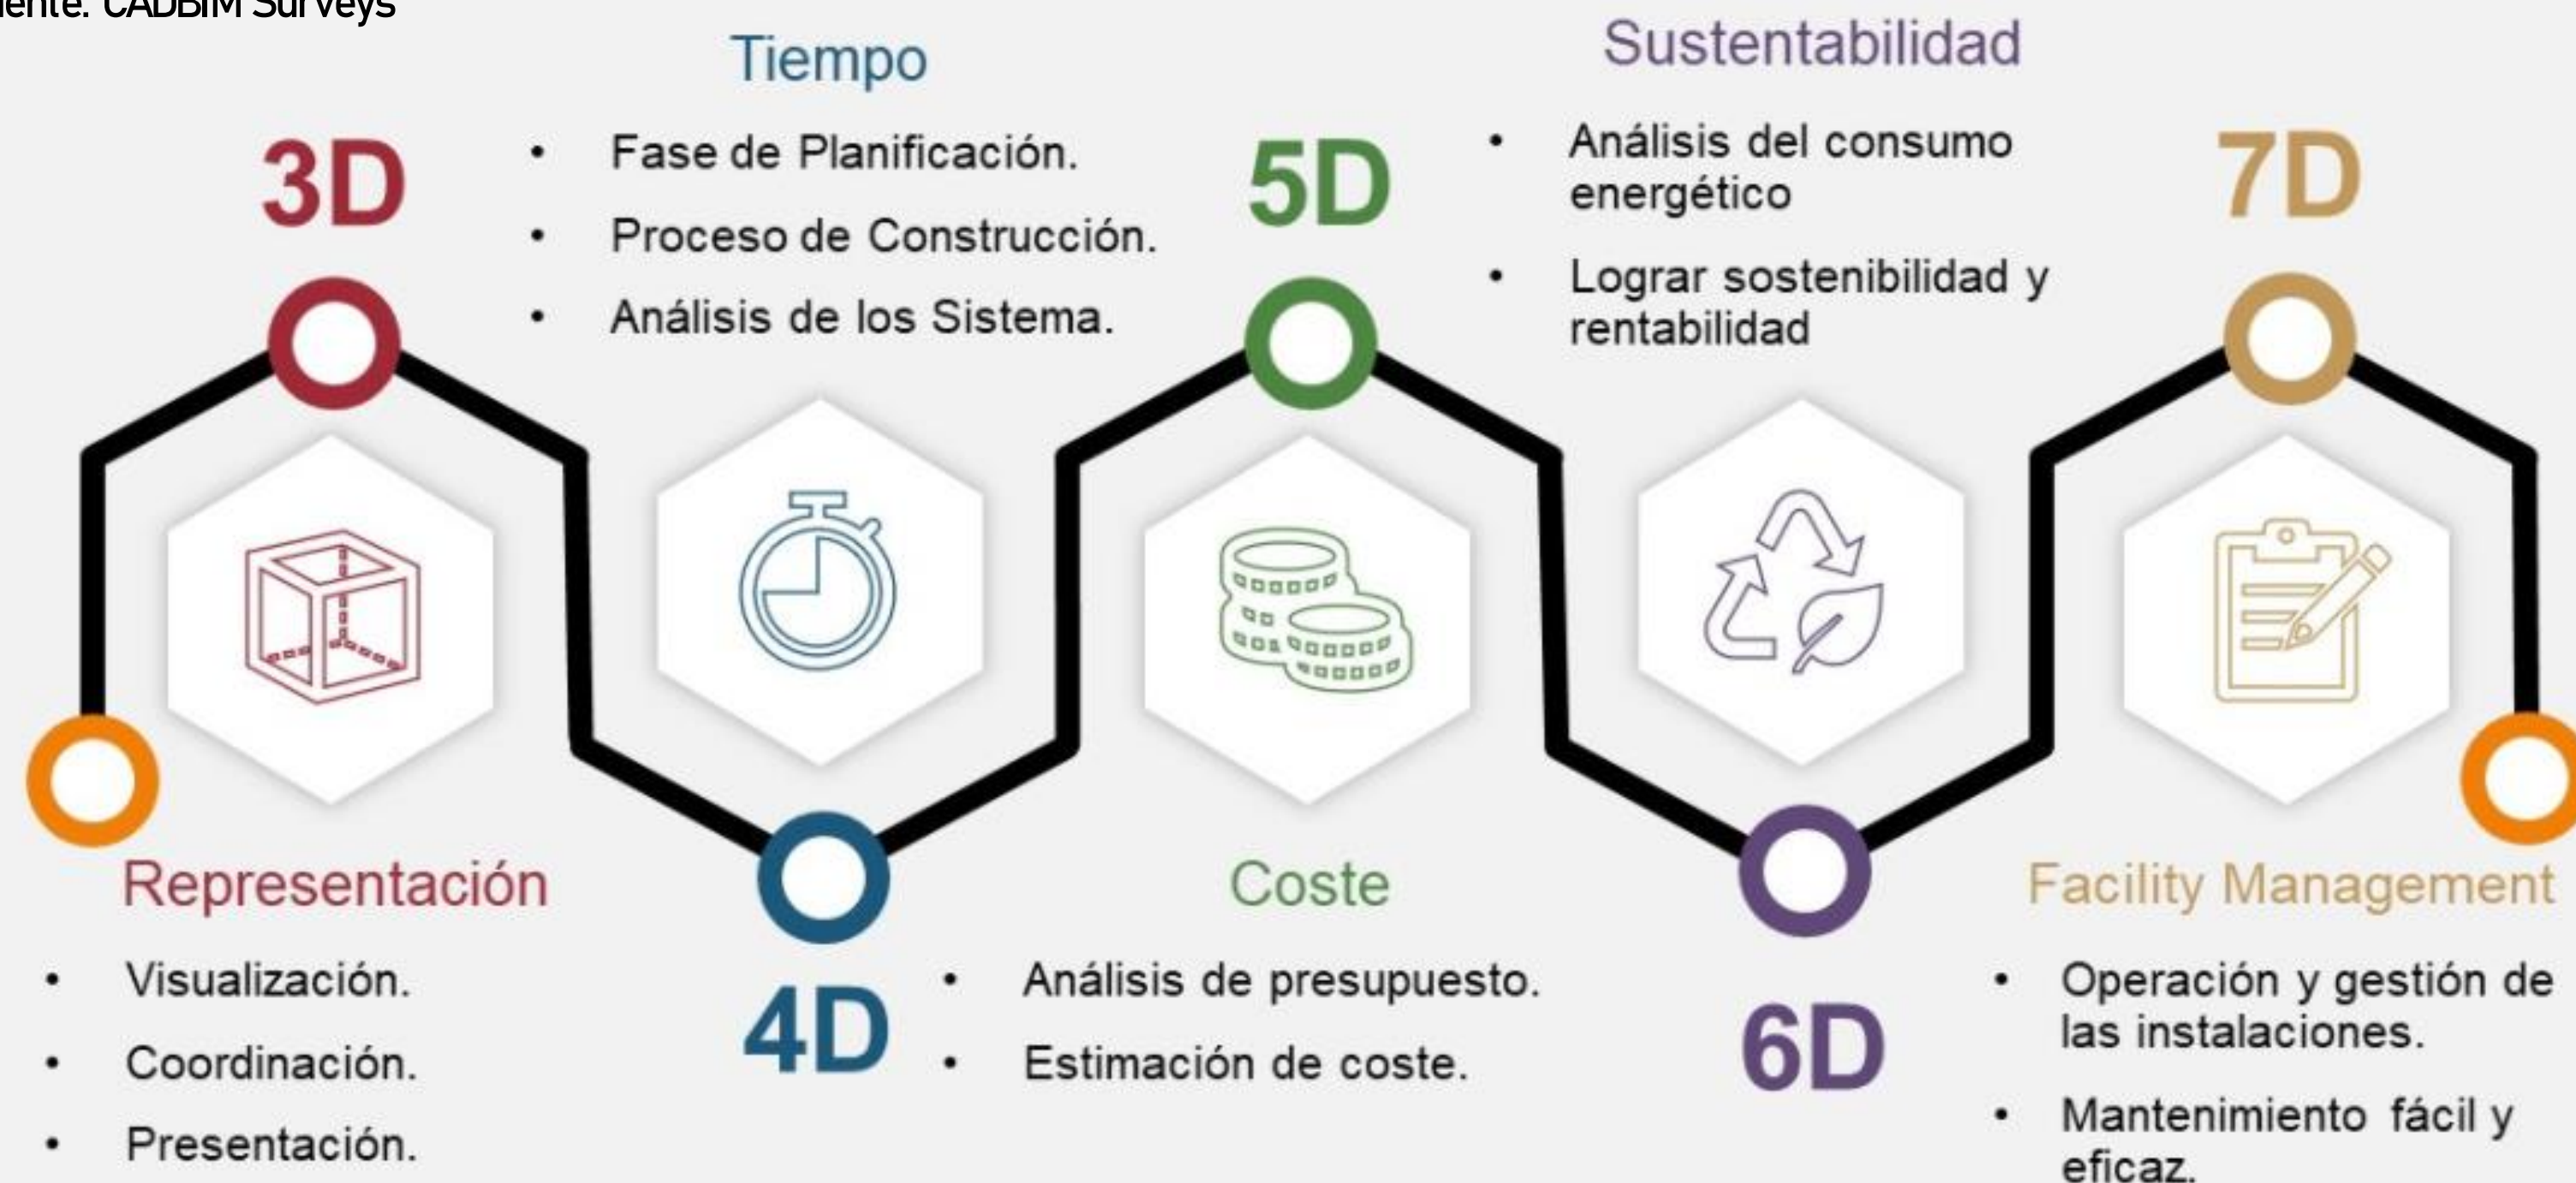 CADBIM Surveys
3D
Representación
• Visualización.
• Coordinación.
• Presentación.
Tiempo
• Fase de Planificación.
• Proceso de Construcción.
• Análisis de los Sistema.
4D
5D
Coste
• Análisis de presupuesto.
• Estimación de coste.
Sustentabilidad
• Análisis del consumo
energético
• Lograr sostenibilidad y
rentabilidad
6D
7D
Facility Management
• Operación y gestión de
las instalaciones.
• Mantenimiento fácil y
eficaz.